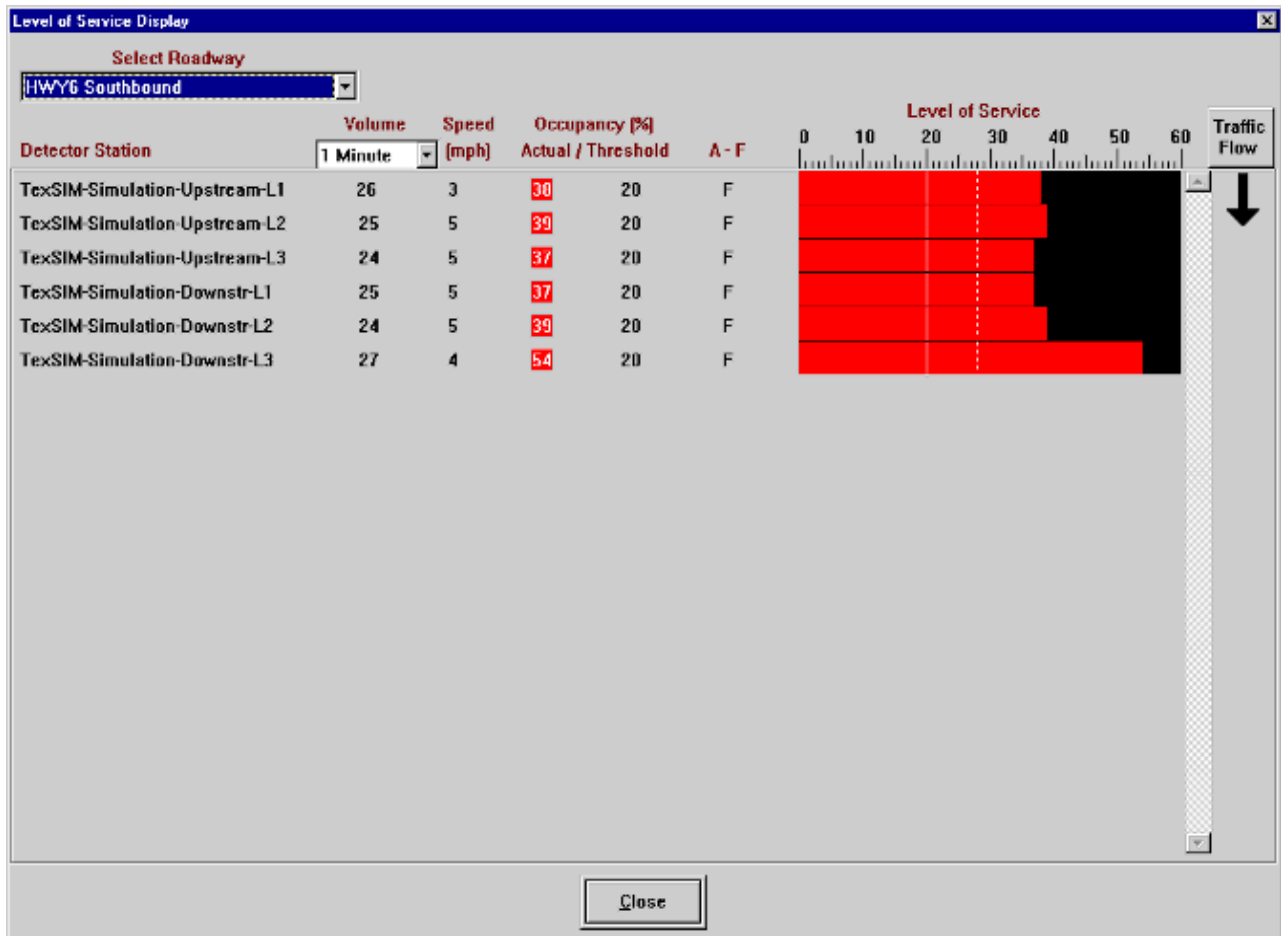 Level of Service Display
Select Roadway
HWY6 Southbound
Level of Service
Volume Speed Occupancy (%) 0 10 20 30 40 50 60 Traffic
Detector Station 1 Minute (mph) Actual / Threshold A - F Flow
TexSIM-Simulation-Upstream-L1 26 3 38 20 F
TexSIM-Simulation-Upstream-L2 25 5 39 20 F
TexSIM-Simulation-Upstream-L3 24 5 37 20 F
TexSIM-Simulation-Downstr-L1 25 5 37 20 F
TexSIM-Simulation-Downstr-L2 24 5 39 20 F
TexSIM-Simulation-Downstr-L3 27 4 54 20 F
Close